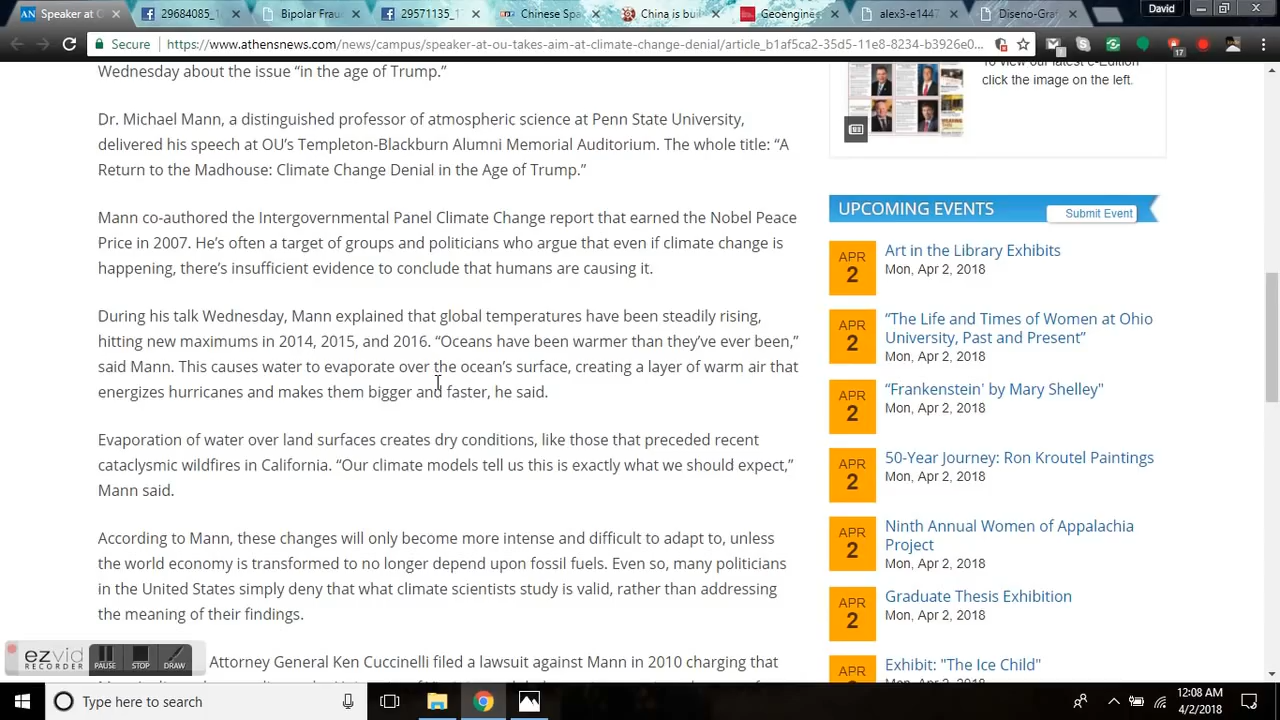 Speaker at C
29684085
Bipolar Frau
29571135_
Chinese Sp
China is bui
Geoengine
alex3-e1447
Diseno-Gra
David
Secure
https://www.athensnews.com/news/campus/speaker-at-ou-takes-aim-at-climate-change-denial/article_b1af5ca2-35d5-11e8-8234-b3926e0...
17
Wednesday about the issue “in the age of Trump.”
Dr. Michael Mann, a distinguished professor of atmospheric science at Penn State University,
delivered his speech at OU’s Templeton-Blackburn Alumni Memorial Auditorium. The whole title: “A
Return to the Madhouse: Climate Change Denial in the Age of Trump.”
Mann co-authored the Intergovernmental Panel Climate Change report that earned the Nobel Peace
Price in 2007. He’s often a target of groups and politicians who argue that even if climate change is
happening, there’s insufficient evidence to conclude that humans are causing it.
During his talk Wednesday, Mann explained that global temperatures have been steadily rising,
hitting new maximums in 2014, 2015, and 2016. “Oceans have been warmer than they’ve ever been,”
said Mann. This causes water to evaporate over the ocean’s surface, creating a layer of warm air that
energizes hurricanes and makes them bigger and faster, he said.
Evaporation of water over land surfaces creates dry conditions, like those that preceded recent
cataclysmic wildfires in California. “Our climate models tell us this is exactly what we should expect,”
Mann said.
According to Mann, these changes will only become more intense and difficult to adapt to, unless
the world economy is transformed to no longer depend upon fossil fuels. Even so, many politicians
in the United States simply deny that what climate scientists study is valid, rather than addressing
the meaning of their findings.
Attorney General Ken Cuccinelli filed a lawsuit against Mann in 2010 charging that
To view our latest e-Edition
click the image on the left.
UPCOMING EVENTS
Submit Event
APR
2
Art in the Library Exhibits
Mon, Apr 2, 2018
APR
2
“The Life and Times of Women at Ohio
University, Past and Present”
Mon, Apr 2, 2018
APR
2
“Frankenstein' by Mary Shelley"
Mon, Apr 2, 2018
APR
2
50-Year Journey: Ron Kroutel Paintings
Mon, Apr 2, 2018
APR
2
Ninth Annual Women of Appalachia
Project
Mon, Apr 2, 2018
APR
2
Graduate Thesis Exhibition
Mon, Apr 2, 2018
APR
Exhibit: "The Ice Child"
ezvid
RECORDER
PAUSE
STOP
DRAW
Type here to search
12:08 AM
4/2/2018